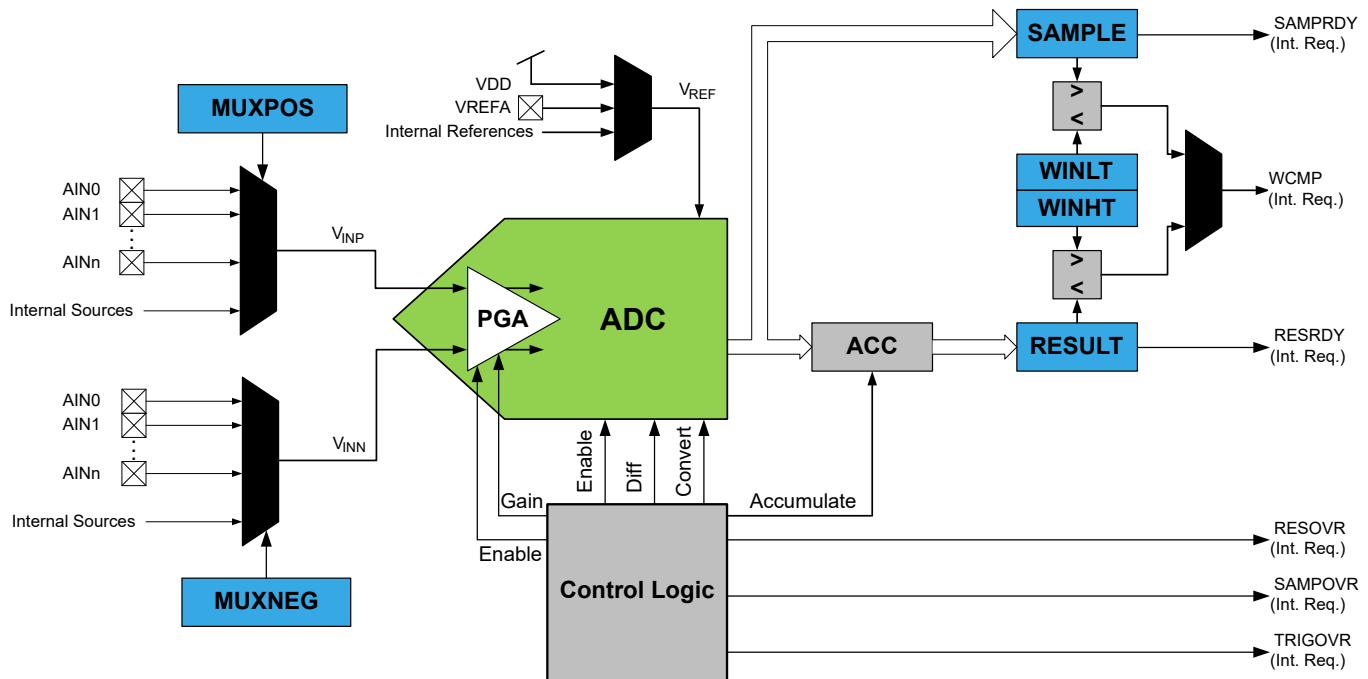 SAMPLE
SAMPRDY
(Int. Req.)
VDD
VREFA
Internal References
VREF
MUXPOS
>
<
AIN0
AIN1
AINn
Internal Sources
VINP
WINLT
WINHT
WCMP
(Int. Req.)
>
<
PGA
ADC
ACC
RESULT
RESRDY
(Int. Req.)
AIN0
AIN1
AINn
Internal Sources
VINN
MUXNEG
Enable
Diff
Convert
Gain
Enable
Accumulate
Control Logic
RESOVR
(Int. Req.)
SAMPOVR
(Int. Req.)
TRIGOVR
(Int. Req.)